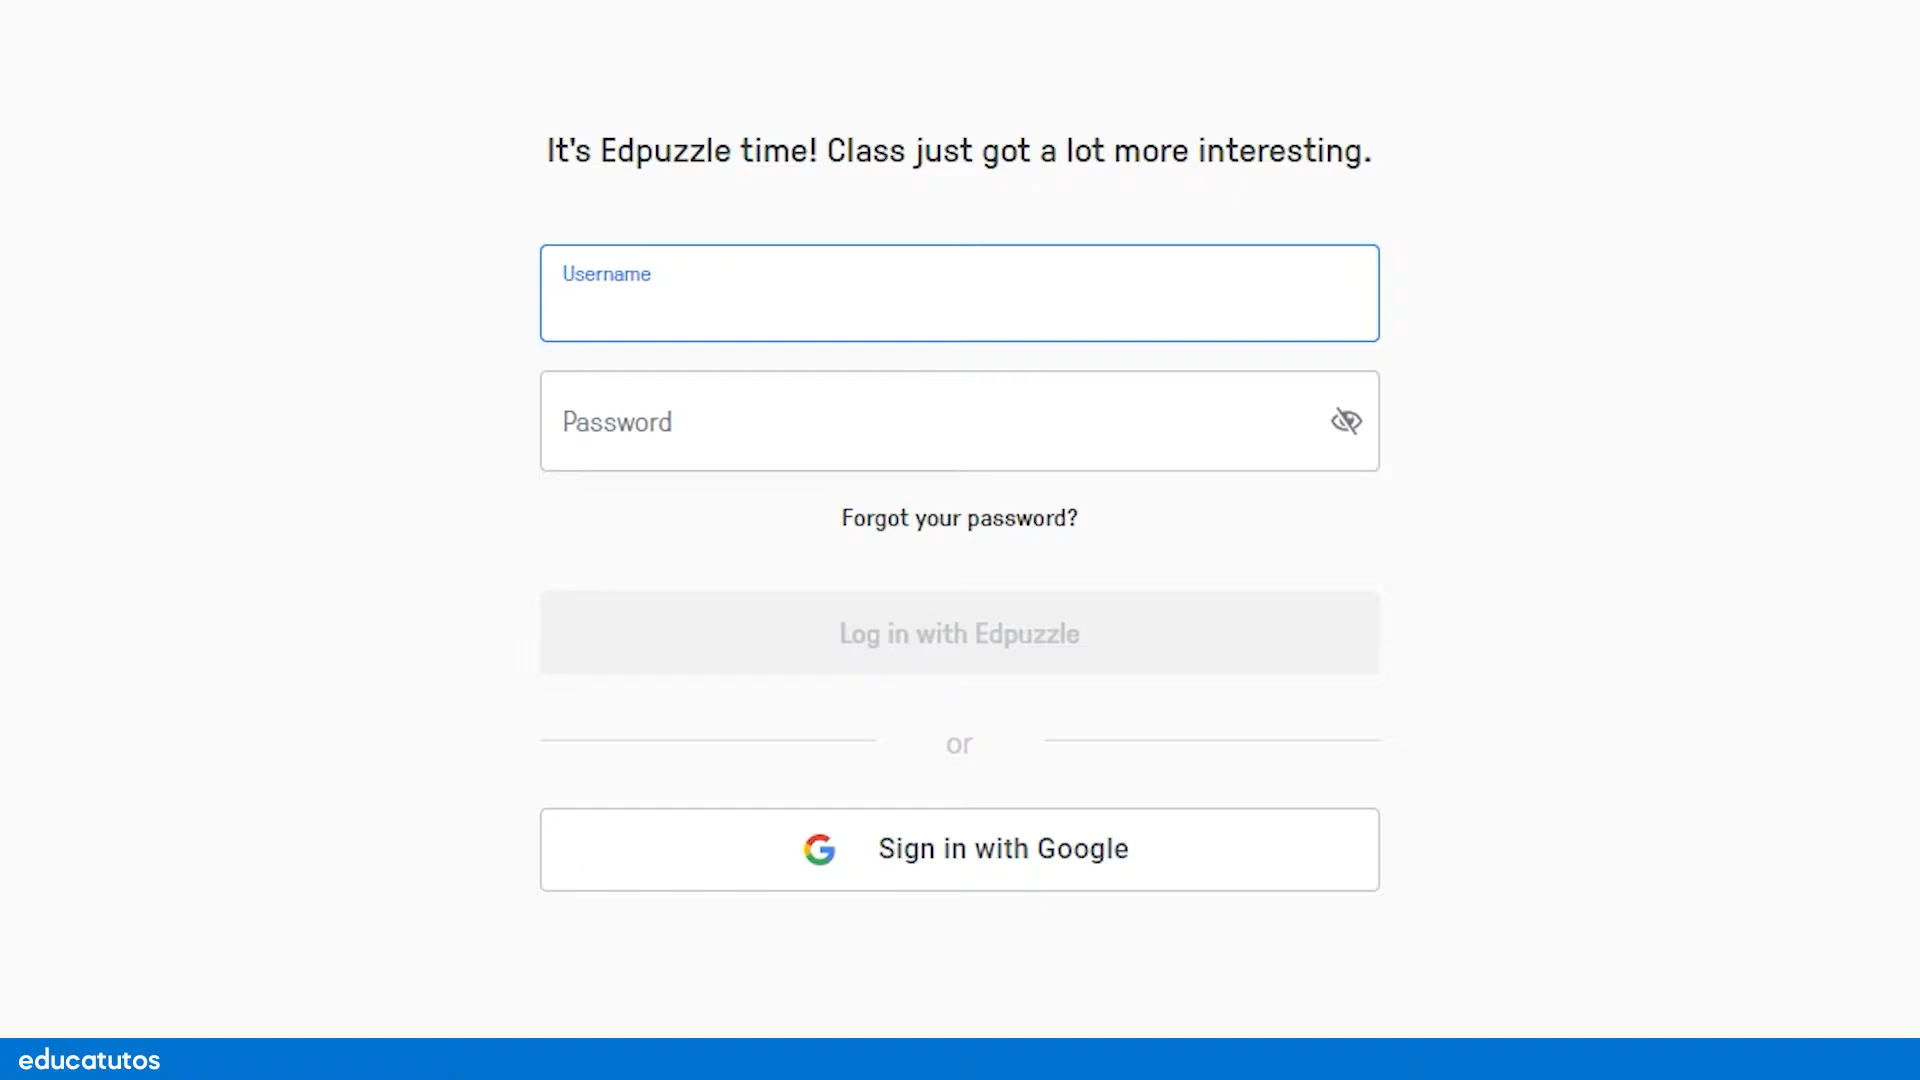 It's Edpuzzle time! Class just got a lot more interesting.
Username
Password
Forgot your password?
Log in with Edpuzzle
or
Sign in with Google
educatutos